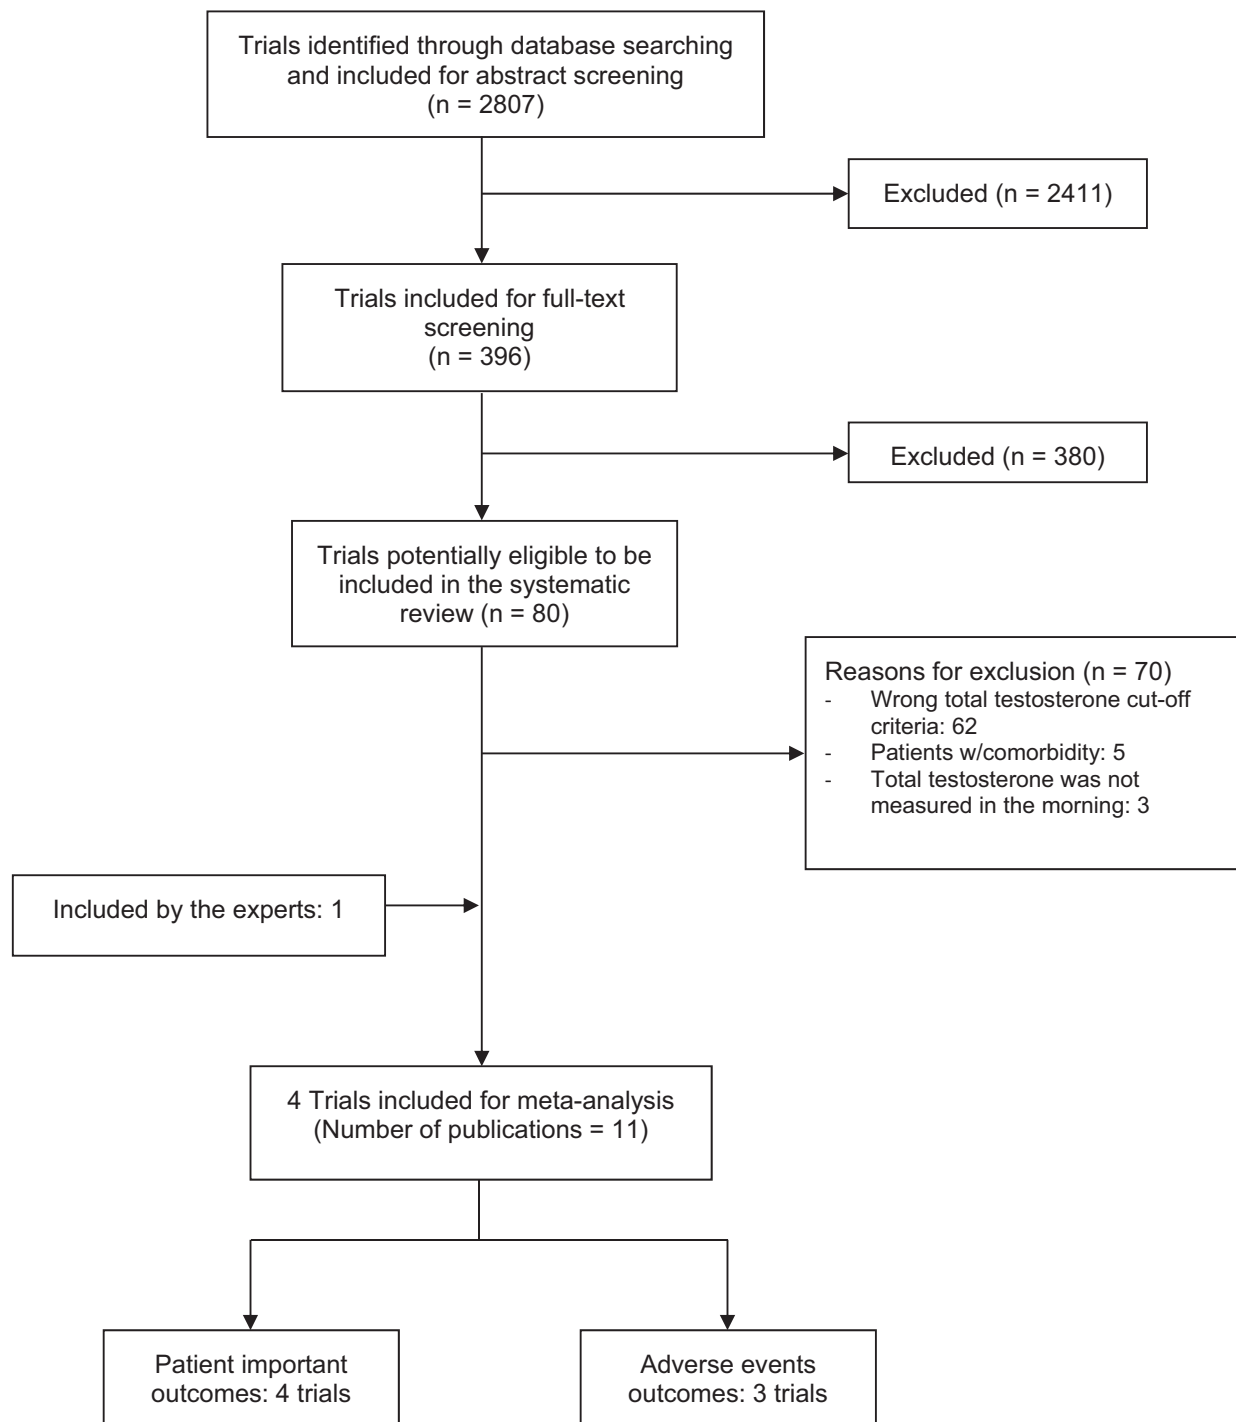 Trials identified through database searching
and included for abstract screening
(n = 2807)
Excluded (n = 2411)
Trials included for full-text
screening
(n = 396)
Excluded (n = 380)
Trials potentially eligible to be
included in the systematic
review (n = 80)
Reasons for exclusion (n = 70)
- Wrong total testosterone cut-off
criteria: 62
- Patients w/comorbidity: 5
- Total testosterone was not
measured in the morning: 3
Included by the experts: 1
4 Trials included for meta-analysis
(Number of publications = 11)
Patient important
outcomes: 4 trials
Adverse events
outcomes: 3 trials